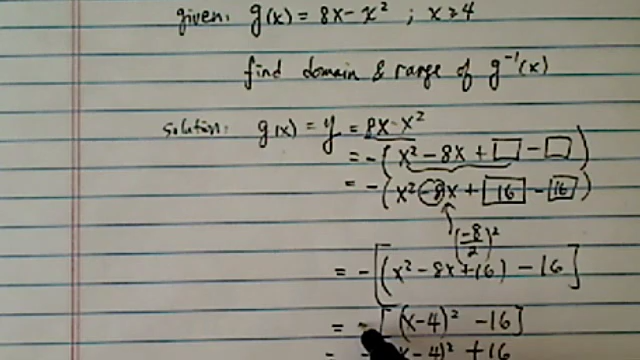 given: g(x) = 8x - x² ; x ≥ 4
find domain & range of g⁻¹(x)
solution: g(x) = y = 8x - x²
= -(x² - 8x + □ - □)
= -(x² - 8x + 16 - 16)
(-8/2)²
= -[(x² - 8x + 16) - 16]
= -[(x-4)² - 16]
x-4)² + 16